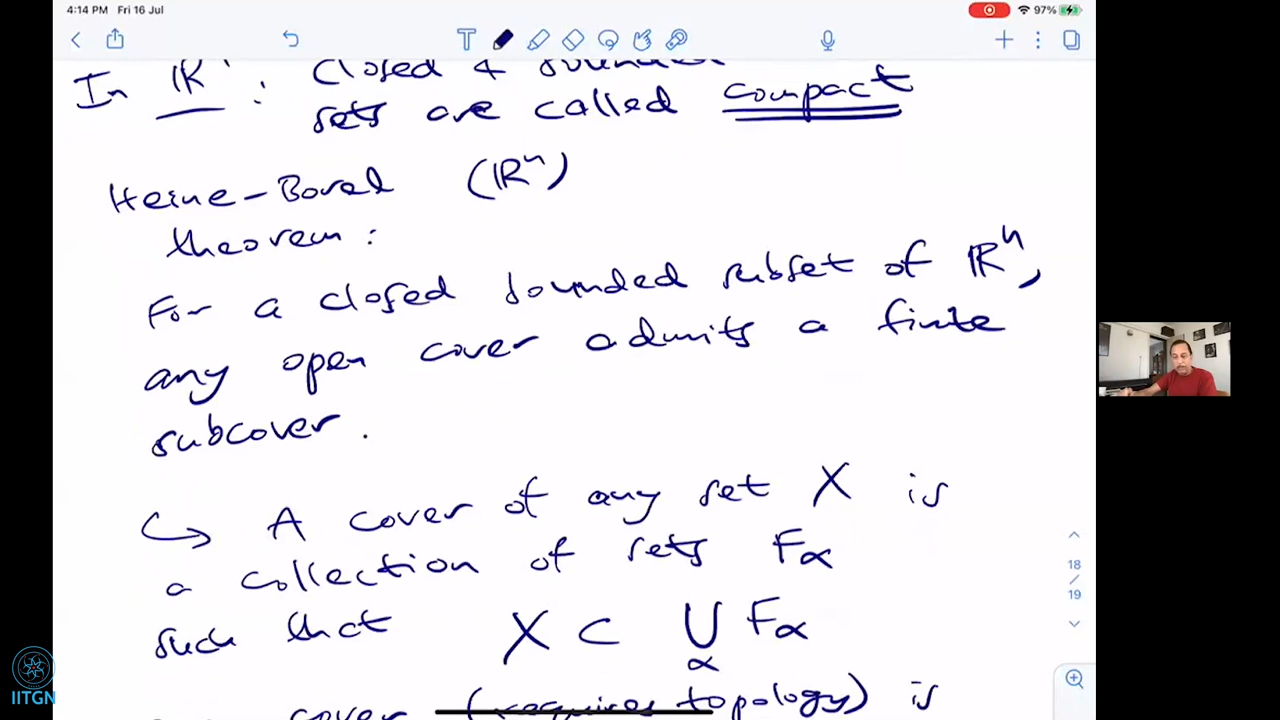 4:14 PM Fri 16 Jul
97%
In ℝⁿ : closed & bounded
sets are called compact
Heine-Borel (ℝⁿ)
theorem :
For a closed bounded subset of ℝⁿ,
any open cover admits a finite
subcover .
↪ A cover of any set X is
a collection of sets Fα
such that X ⊂ ∪α Fα
cover (requires topology) is
18
/
19
IITGN